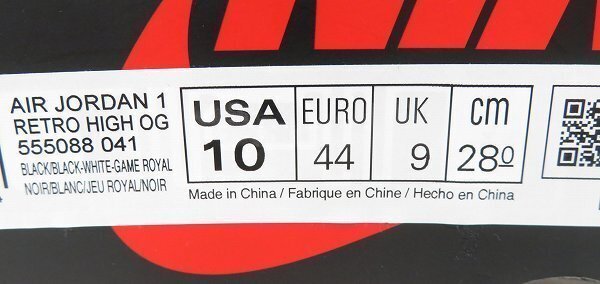 AIR JORDAN 1
RETRO HIGH OG
555088 041
BLACK/BLACK-WHITE-GAME ROYAL
NOIR/BLANC/JEU ROYAL/NOIR
USA
10
EURO
44
UK
9
CM
28.0
Made in China / Fabrique en Chine / Hecho en China